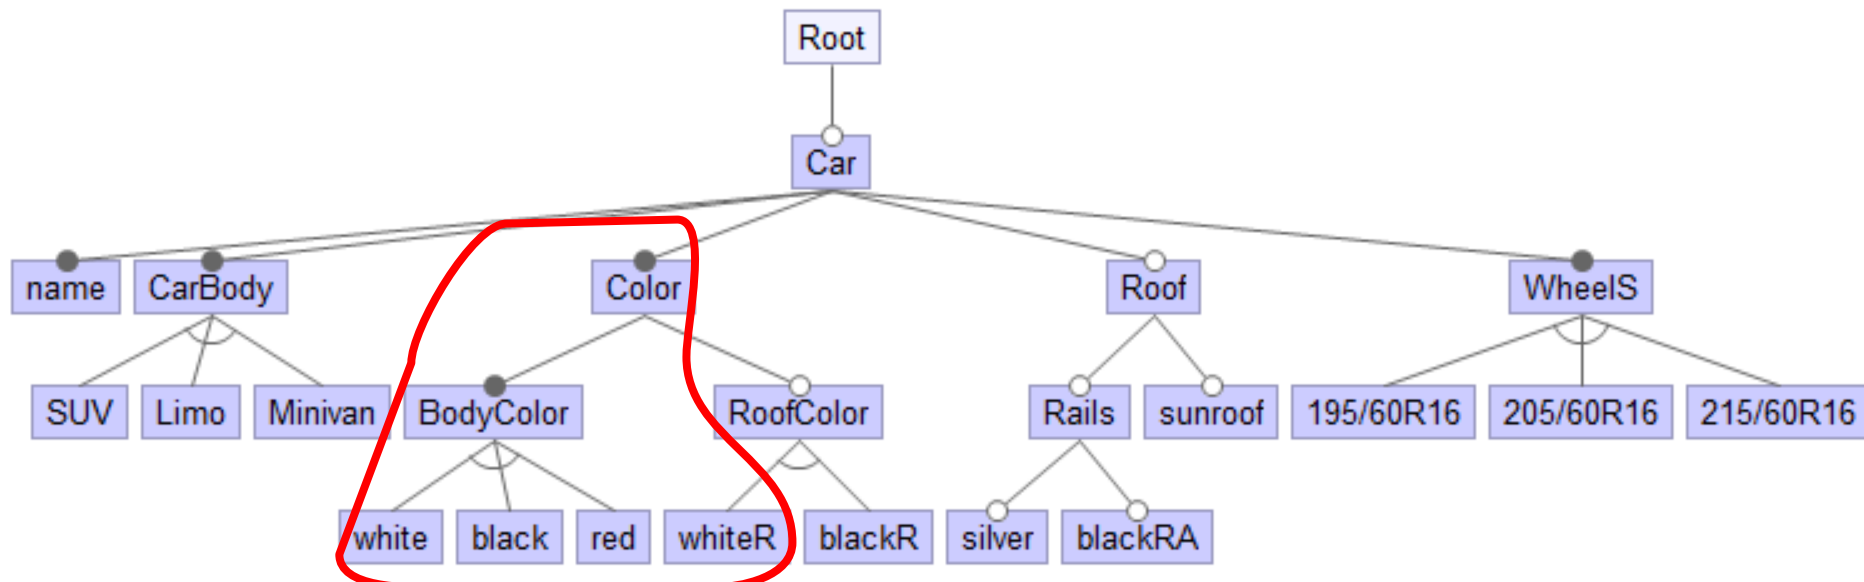 Root
Car
name CarBody Color Roof WheelS
SUV Limo Minivan BodyColor RoofColor Rails sunroof 195/60R16 205/60R16 215/60R16
white black red whiteR blackR silver blackRA